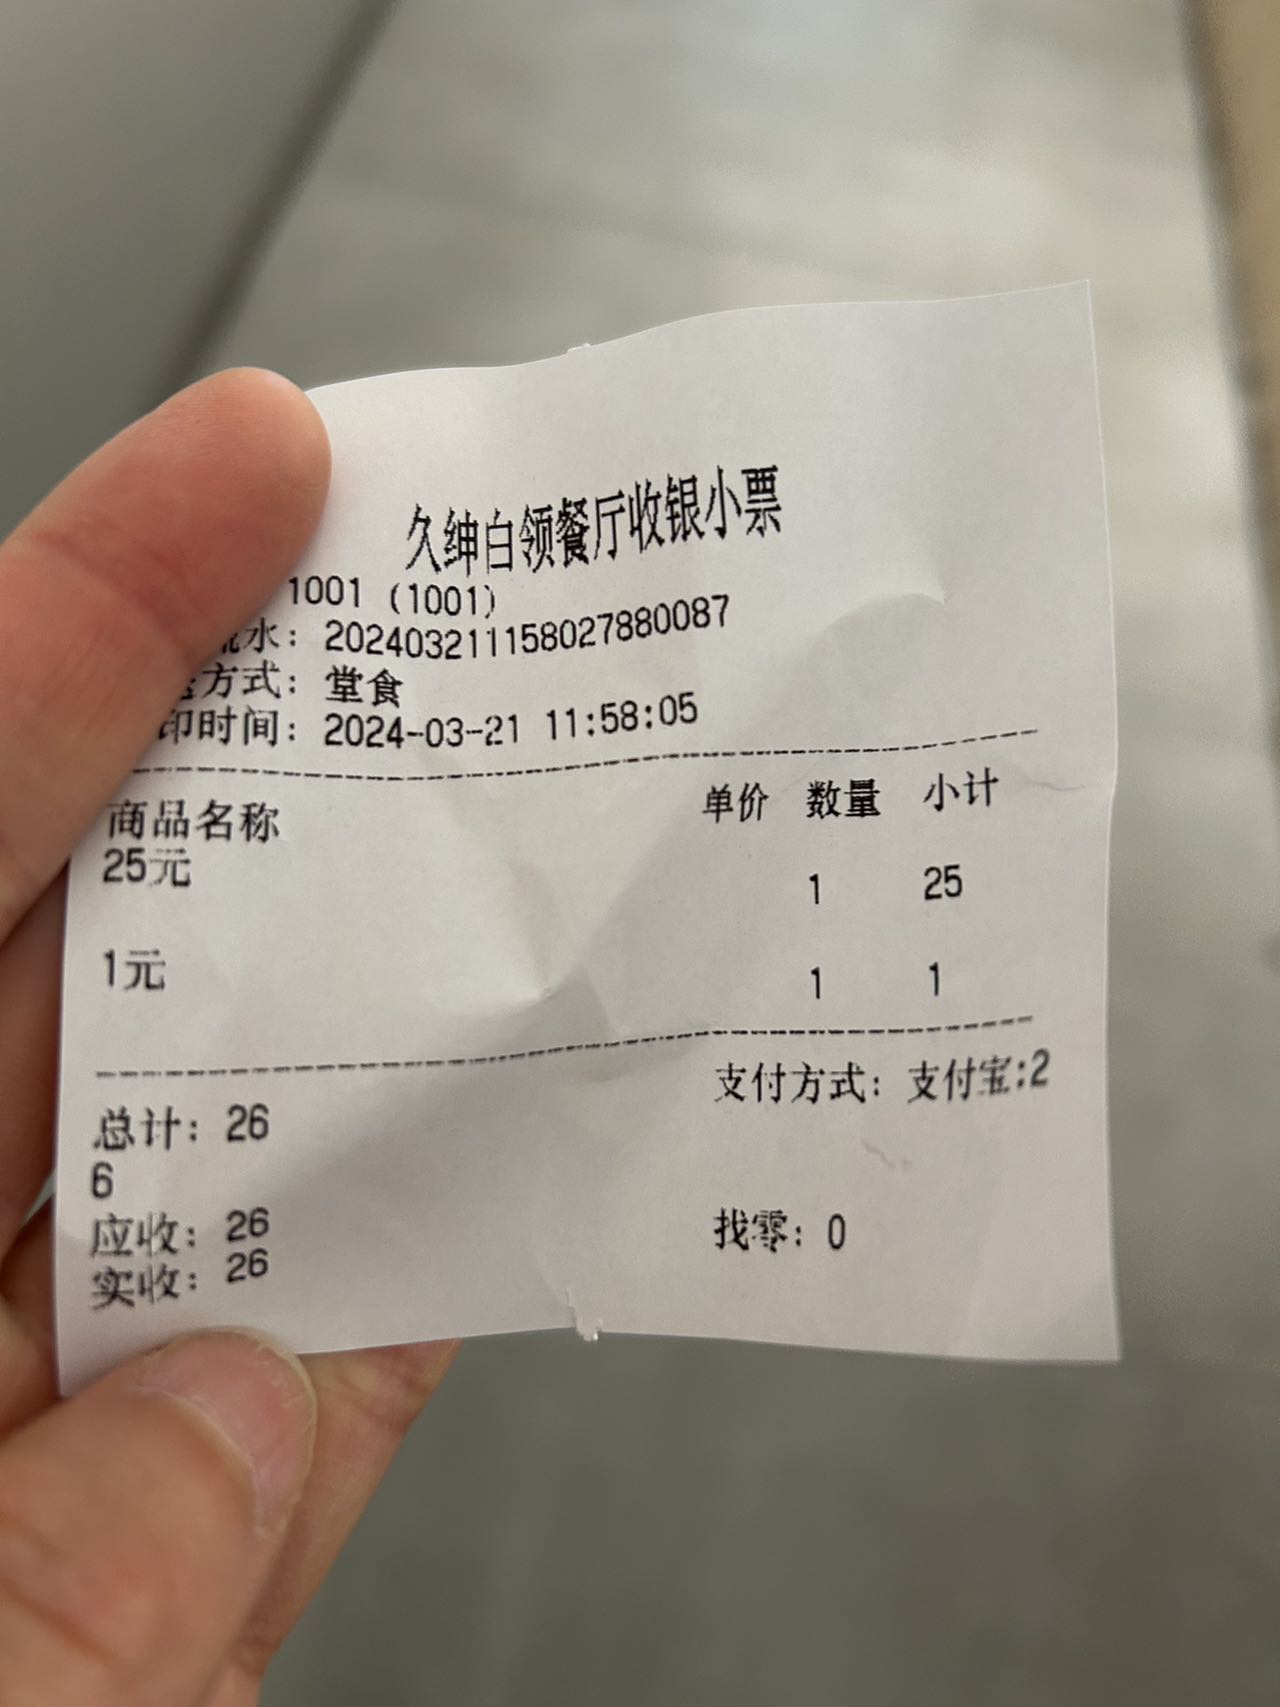 久绅白领餐厅收银小票
1001 (1001)
流水: 202403211158027880087
方式: 堂食
印时间: 2024-03-21 11:58:05
商品名称 单价 数量 小计
25元
1 25
1元
1 1
支付方式: 支付宝:2
总计: 26
6
应收: 26 找零: 0
实收: 26